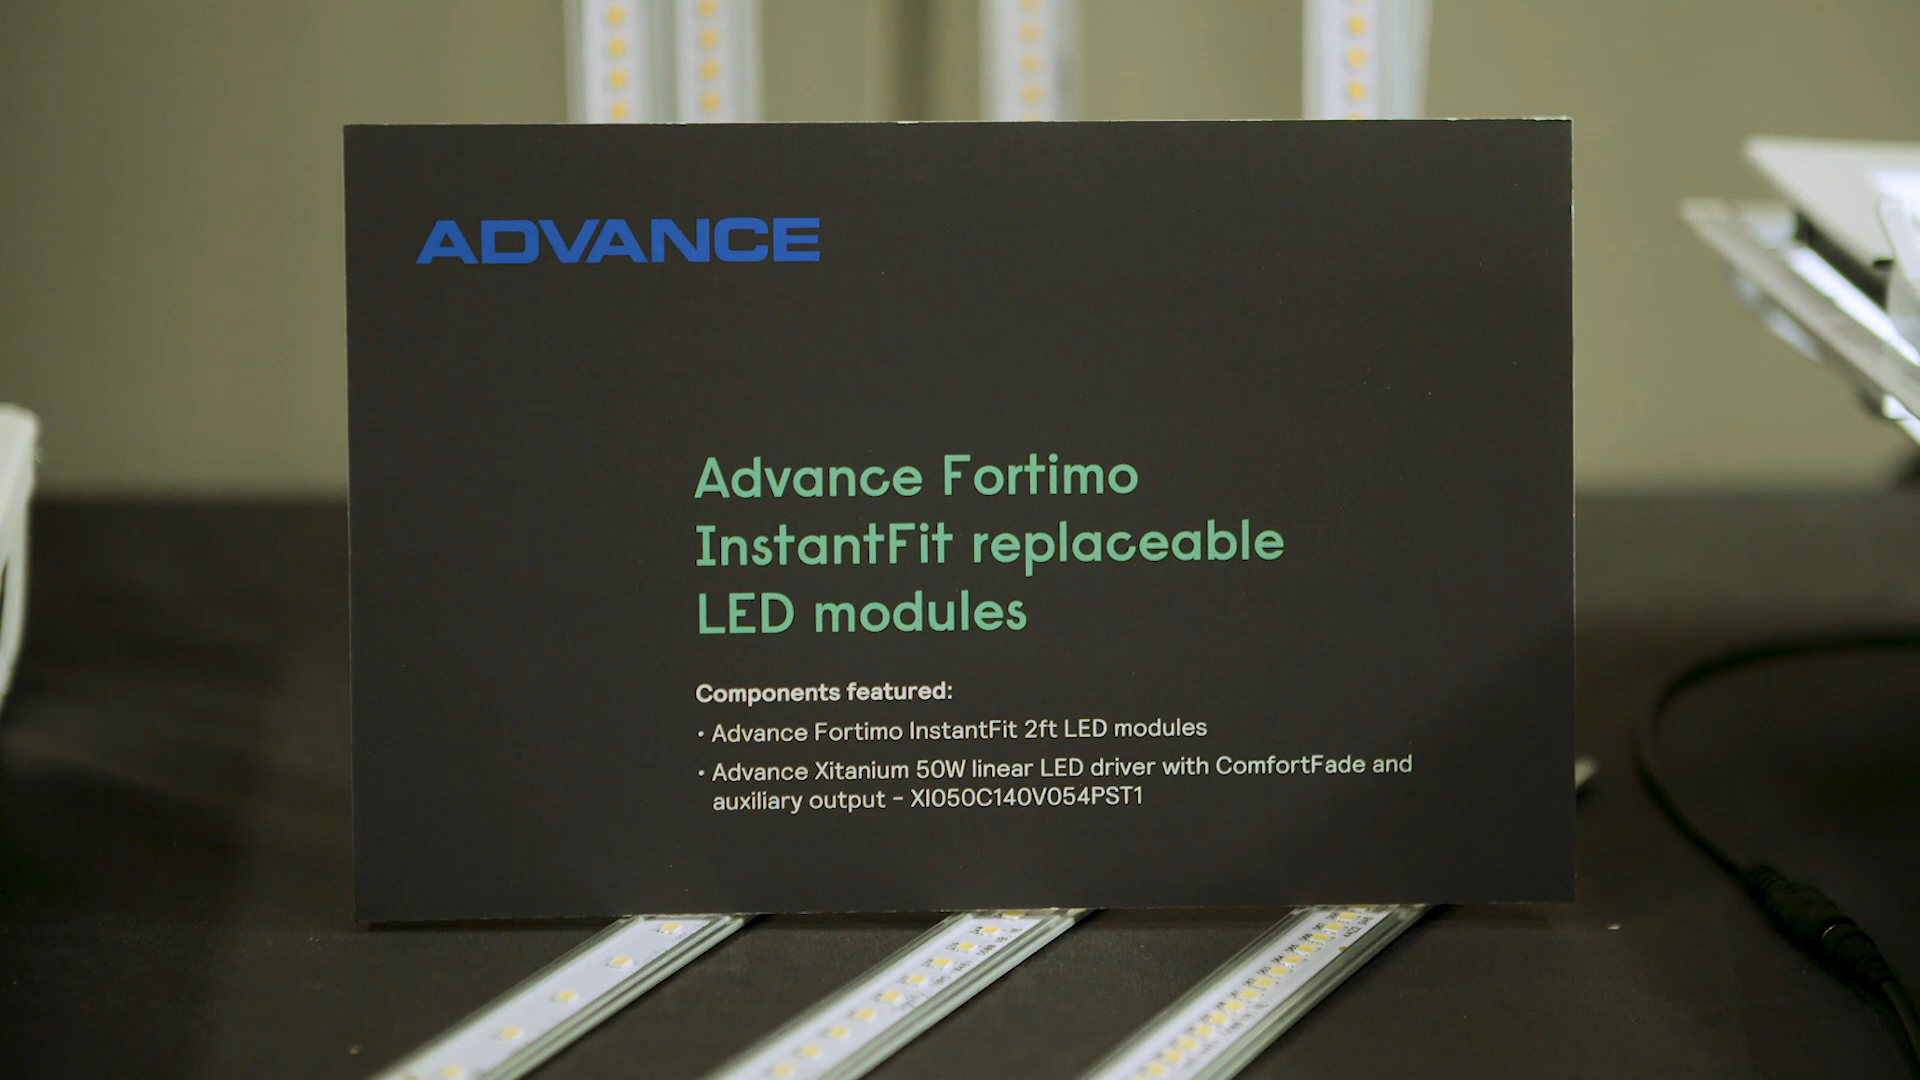 ADVANCE
Advance Fortimo
InstantFit replaceable
LED modules
Components featured:
• Advance Fortimo InstantFit 2ft LED modules
• Advance Xitanium 50W linear LED driver with ComfortFade and
auxiliary output - XI050C140V054PST1